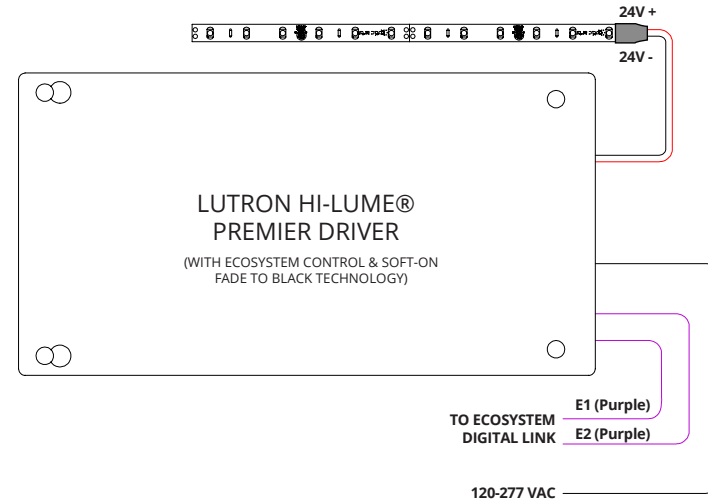 24V +
24V -
LUTRON HI-LUME®
PREMIER DRIVER
(WITH ECOSYSTEM CONTROL & SOFT-ON
FADE TO BLACK TECHNOLOGY)
E1 (Purple)
TO ECOSYSTEM
DIGITAL LINK
E2 (Purple)
120-277 VAC